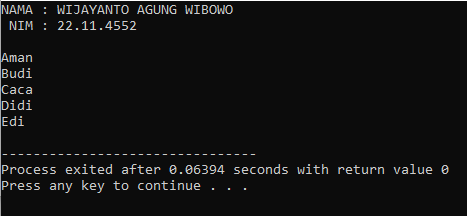 NAMA : WIJAYANTO AGUNG WIBOWO
NIM : 22.11.4552
Aman
Budi
Caca
Didi
Edi
--------------------------------
Process exited after 0.06394 seconds with return value 0
Press any key to continue . . .